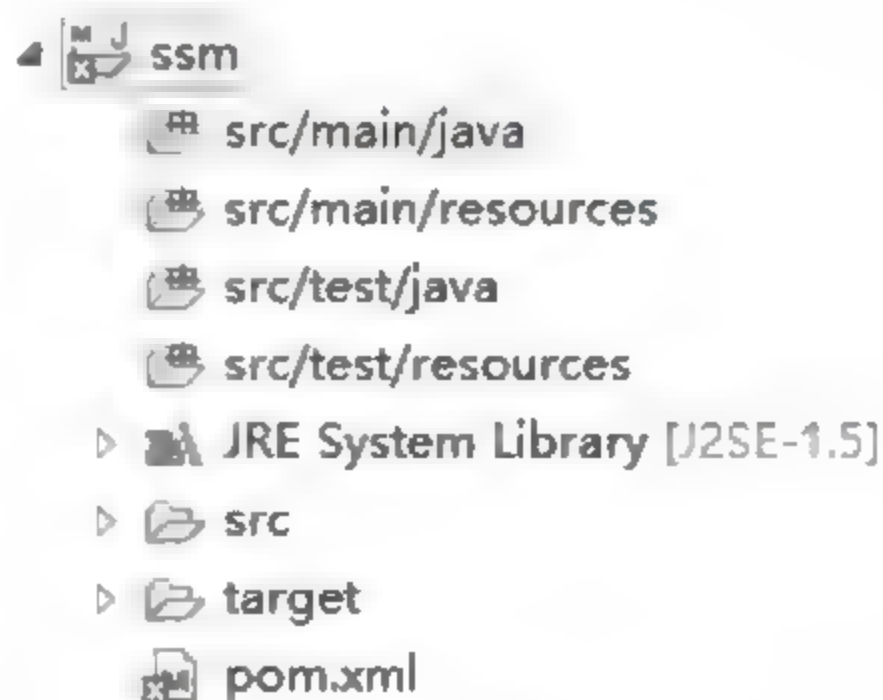 ssm
src/main/java
src/main/resources
src/test/java
src/test/resources
JRE System Library [J2SE-1.5]
src
target
pom.xml